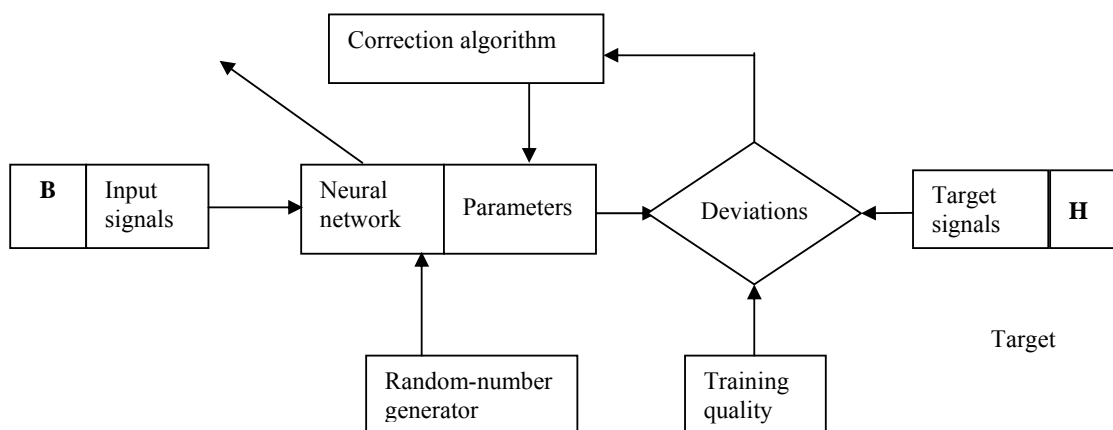 Correction algorithm
B
Input
signals
Neural
network
Parameters
Deviations
Target
signals
H
Target
Random-number
generator
Training
quality